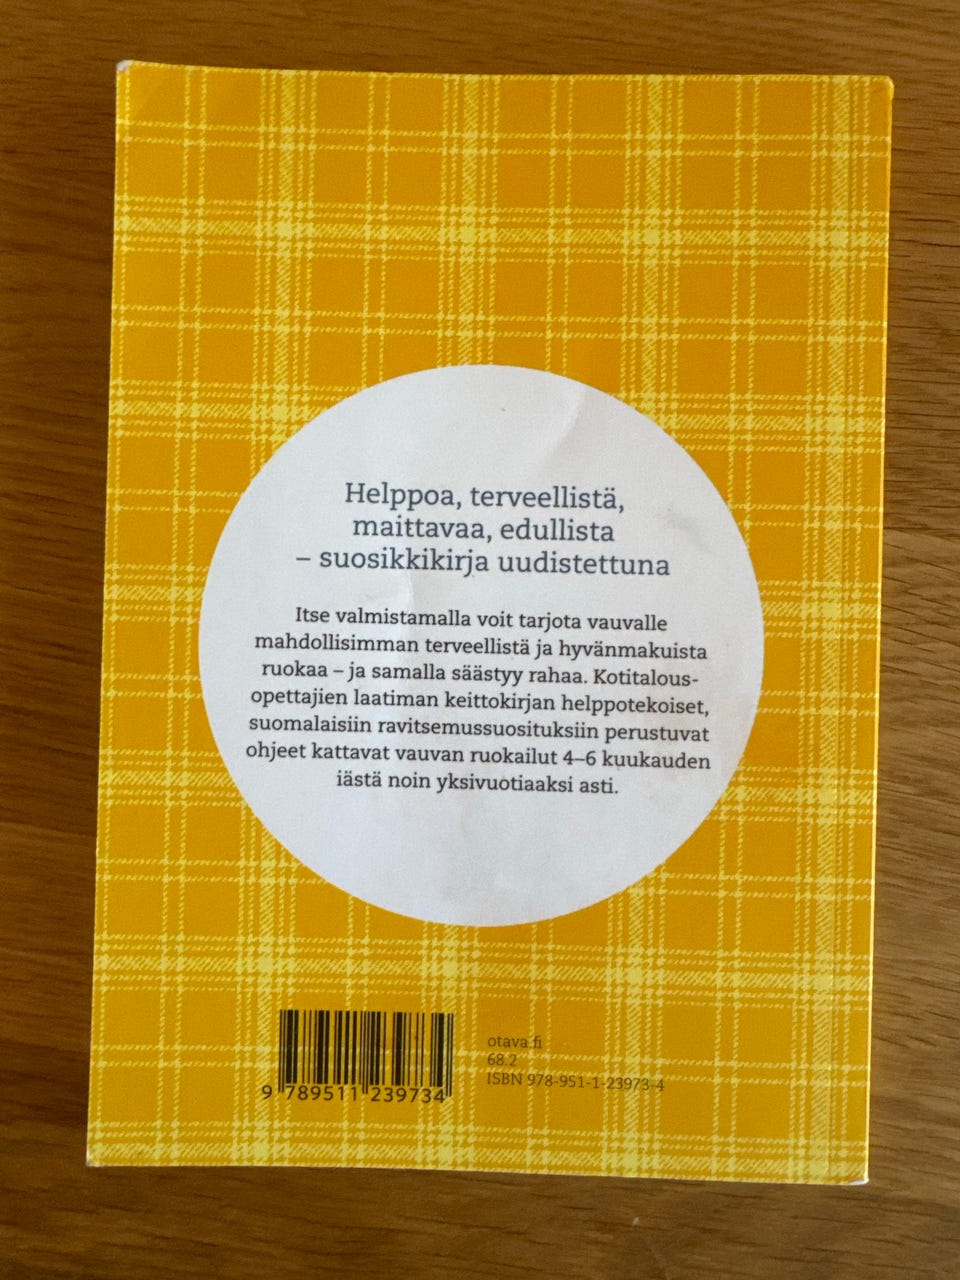 Helppoa, terveellistä,
maittavaa, edullista
– suosikkikirja uudistettuna
Itse valmistamalla voit tarjota vauvalle
mahdollisimman terveellistä ja hyvänmakuista
ruokaa – ja samalla säästyy rahaa. Kotitalous-
opettajien laatiman keittokirjan helppotekoiset,
suomalaisiin ravitsemussuosituksiin perustuvat
ohjeet kattavat vauvan ruokailut 4–6 kuukauden
iästä noin yksivuotiaaksi asti.
otava.fi
68.2
ISBN 978-951-1-23973-4
9 789511 239734